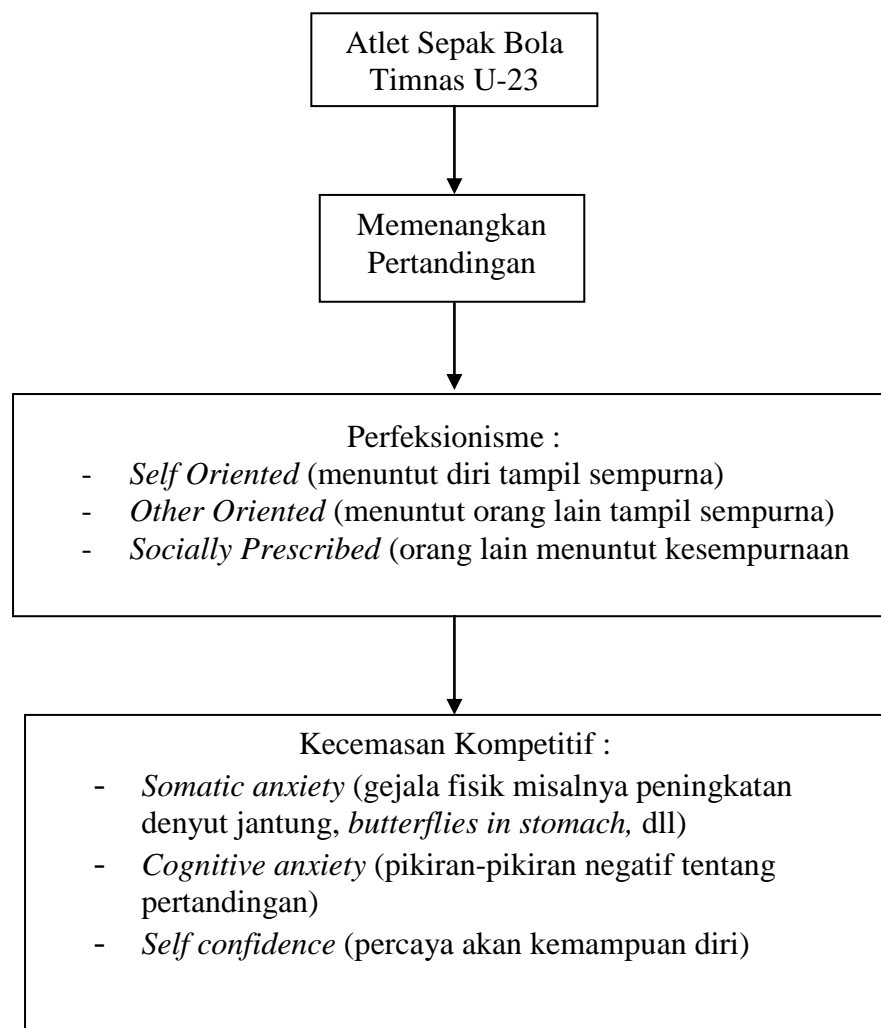 Atlet Sepak Bola
Timnas U-23
Memenangkan
Pertandingan
Perfeksionisme :
- Self Oriented (menuntut diri tampil sempurna)
- Other Oriented (menuntut orang lain tampil sempurna)
- Socially Prescribed (orang lain menuntut kesempurnaan
Kecemasan Kompetitif :
- Somatic anxiety (gejala fisik misalnya peningkatan
denyut jantung, butterflies in stomach, dll)
- Cognitive anxiety (pikiran-pikiran negatif tentang
pertandingan)
- Self confidence (percaya akan kemampuan diri)